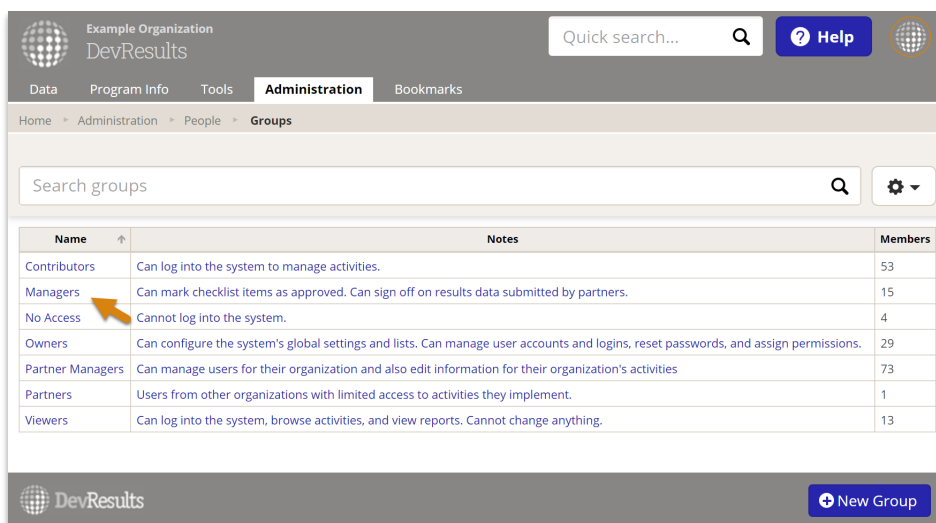 Example Organization
DevResults
Quick search...
Help
Data Program Info Tools Administration Bookmarks
Home Administration People Groups
Search groups
Name Notes Members
Contributors Can log into the system to manage activities. 53
Managers Can mark checklist items as approved. Can sign off on results data submitted by partners. 15
No Access Cannot log into the system. 4
Owners Can configure the system's global settings and lists. Can manage user accounts and logins, reset passwords, and assign permissions. 29
Partner Managers Can manage users for their organization and also edit information for their organization's activities 73
Partners Users from other organizations with limited access to activities they implement. 1
Viewers Can log into the system, browse activities, and view reports. Cannot change anything. 13
DevResults
New Group